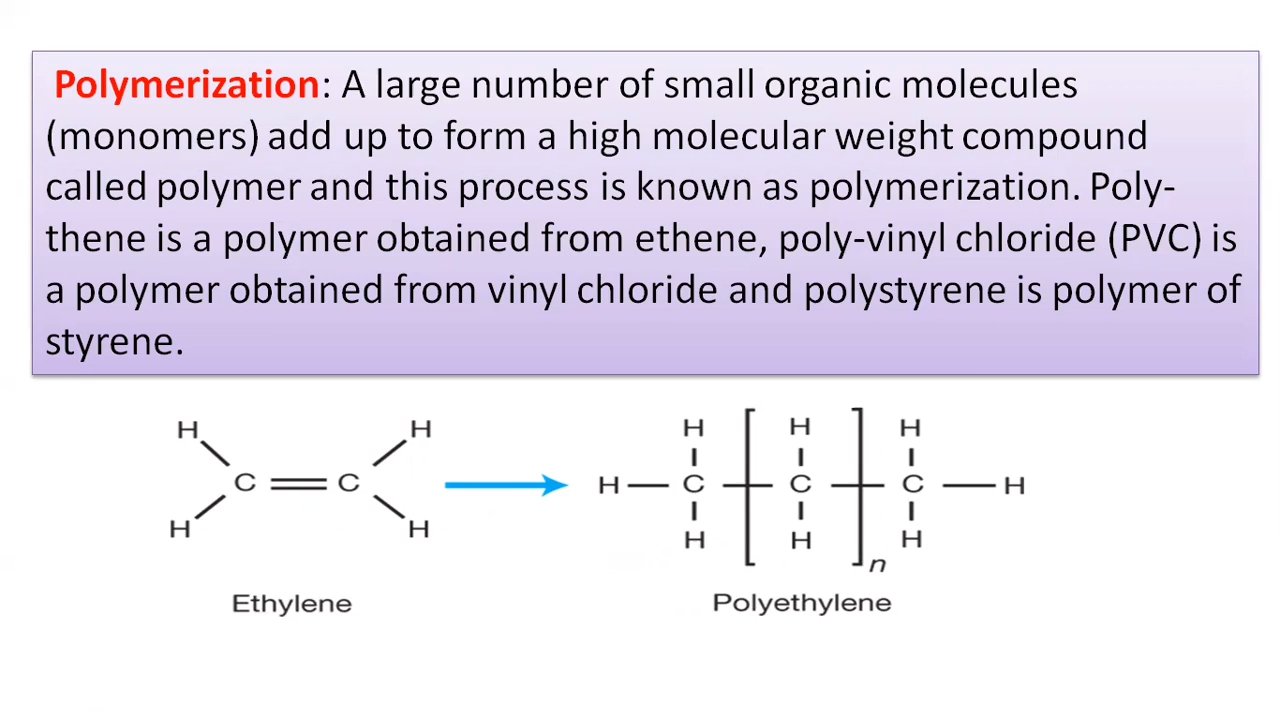 Polymerization: A large number of small organic molecules
(monomers) add up to form a high molecular weight compound
called polymer and this process is known as polymerization. Poly-
thene is a polymer obtained from ethene, poly-vinyl chloride (PVC) is
a polymer obtained from vinyl chloride and polystyrene is polymer of
styrene.
H H H H H
C C H C C C H
H H H H H
n
Ethylene Polyethylene